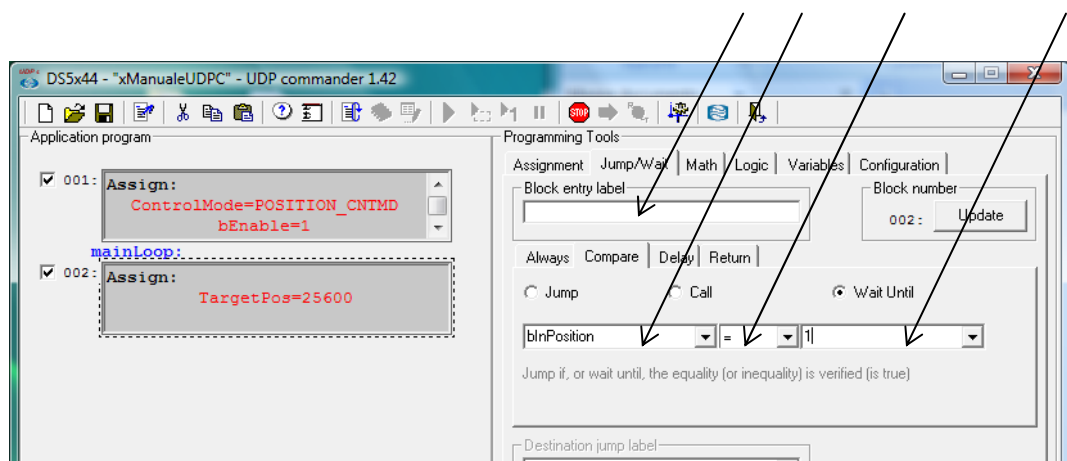 DS5x44 - "xManualeUDPC" - UDP commander 1.42
STOP
Application program
001:
Assign:
ControlMode=POSITION_CNTMD
bEnable=1
mainLoop:
002:
Assign:
TargetPos=25600
Programming Tools
Assignment Jump/Wait Math Logic Variables Configuration
Block entry label
Block number
002: Update
Always Compare Delay Return
Jump Call Wait Until
bInPosition = 1
Jump if, or wait until, the equality (or inequality) is verified (is true)
Destination jump label